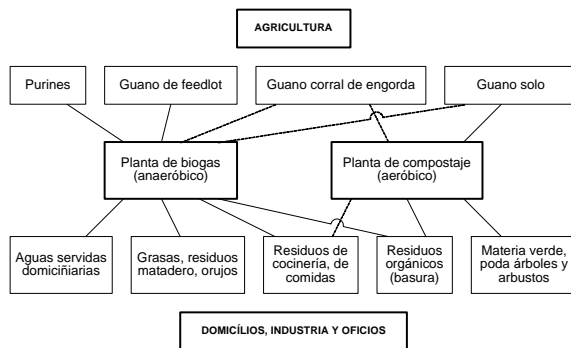 AGRICULTURA
Purines
Guano de feedlot
Guano corral de engorda
Guano solo
Planta de biogas
(anaeróbico)
Planta de compostaje
(aeróbico)
Aguas servidas
domiciñiarias
Grasas, residuos
matadero, orujos
Residuos de
cocinería, de
comidas
Residuos
orgánicos
(basura)
Materia verde,
poda árboles y
arbustos
DOMICÍLIOS, INDUSTRIA Y OFICIOS